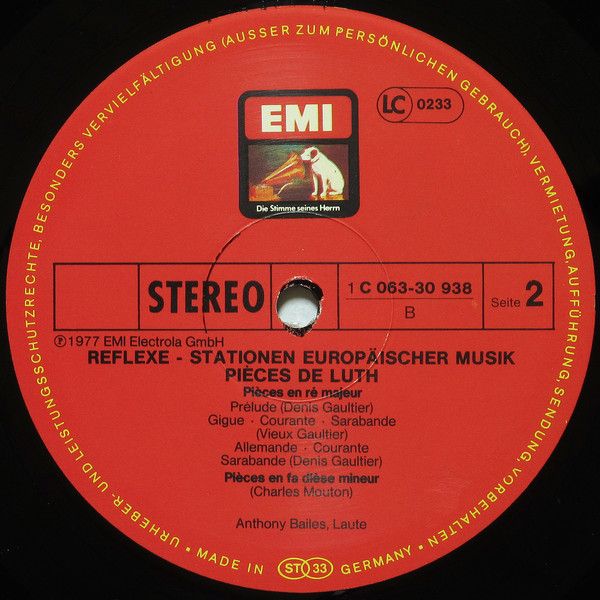 URHEBER- UND LEISTUNGSSCHUTZRECHTE, BESONDERS VERVIELFÄLTIGUNG (AUSSER ZUM PERSÖNLICHEN GEBRAUCH), VERMIETUNG, AUFFÜHRUNG, SENDUNG, VORBEHALTEN
EMI
Die Stimme seines Herrn
LC 0233
STEREO
1 C 063-30 938
B
Seite 2
℗ 1977 EMI Electrola GmbH
REFLEXE - STATIONEN EUROPÄISCHER MUSIK
PIÈCES DE LUTH
Pièces en ré majeur
Prélude (Denis Gaultier)
Gigue · Courante · Sarabande
(Vieux Gaultier)
Allemande · Courante
Sarabande (Denis Gaultier)
Pièces en fa dièse mineur
(Charles Mouton)
Anthony Bailes, Laute
• MADE IN ST 33 GERMANY •